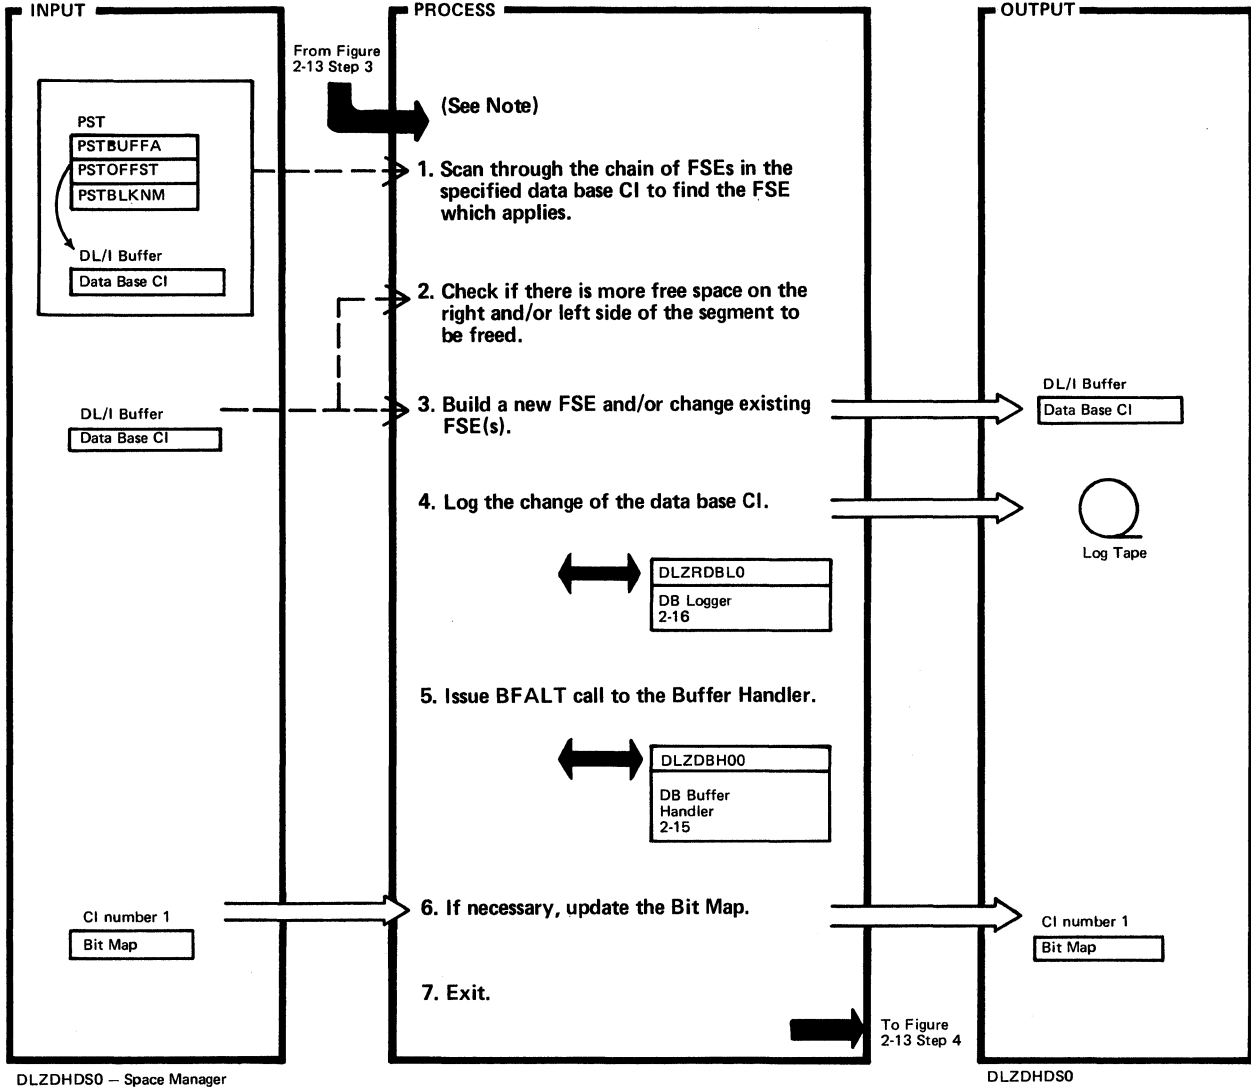 INPUT
PROCESS
OUTPUT
From Figure
2-13 Step 3
(See Note)
PST
PSTBUFFA
PSTOFFST
PSTBLKNM
DL/I Buffer
Data Base CI
1. Scan through the chain of FSEs in the
specified data base CI to find the FSE
which applies.
2. Check if there is more free space on the
right and/or left side of the segment to
be freed.
DL/I Buffer
Data Base CI
3. Build a new FSE and/or change existing
FSE(s).
DL/I Buffer
Data Base CI
4. Log the change of the data base CI.
Log Tape
DLZRDBL0
DB Logger
2-16
5. Issue BFALT call to the Buffer Handler.
DLZDBH00
DB Buffer
Handler
2-15
CI number 1
Bit Map
6. If necessary, update the Bit Map.
CI number 1
Bit Map
7. Exit.
To Figure
2-13 Step 4
DLZDHDS0 – Space Manager
DLZDHDS0